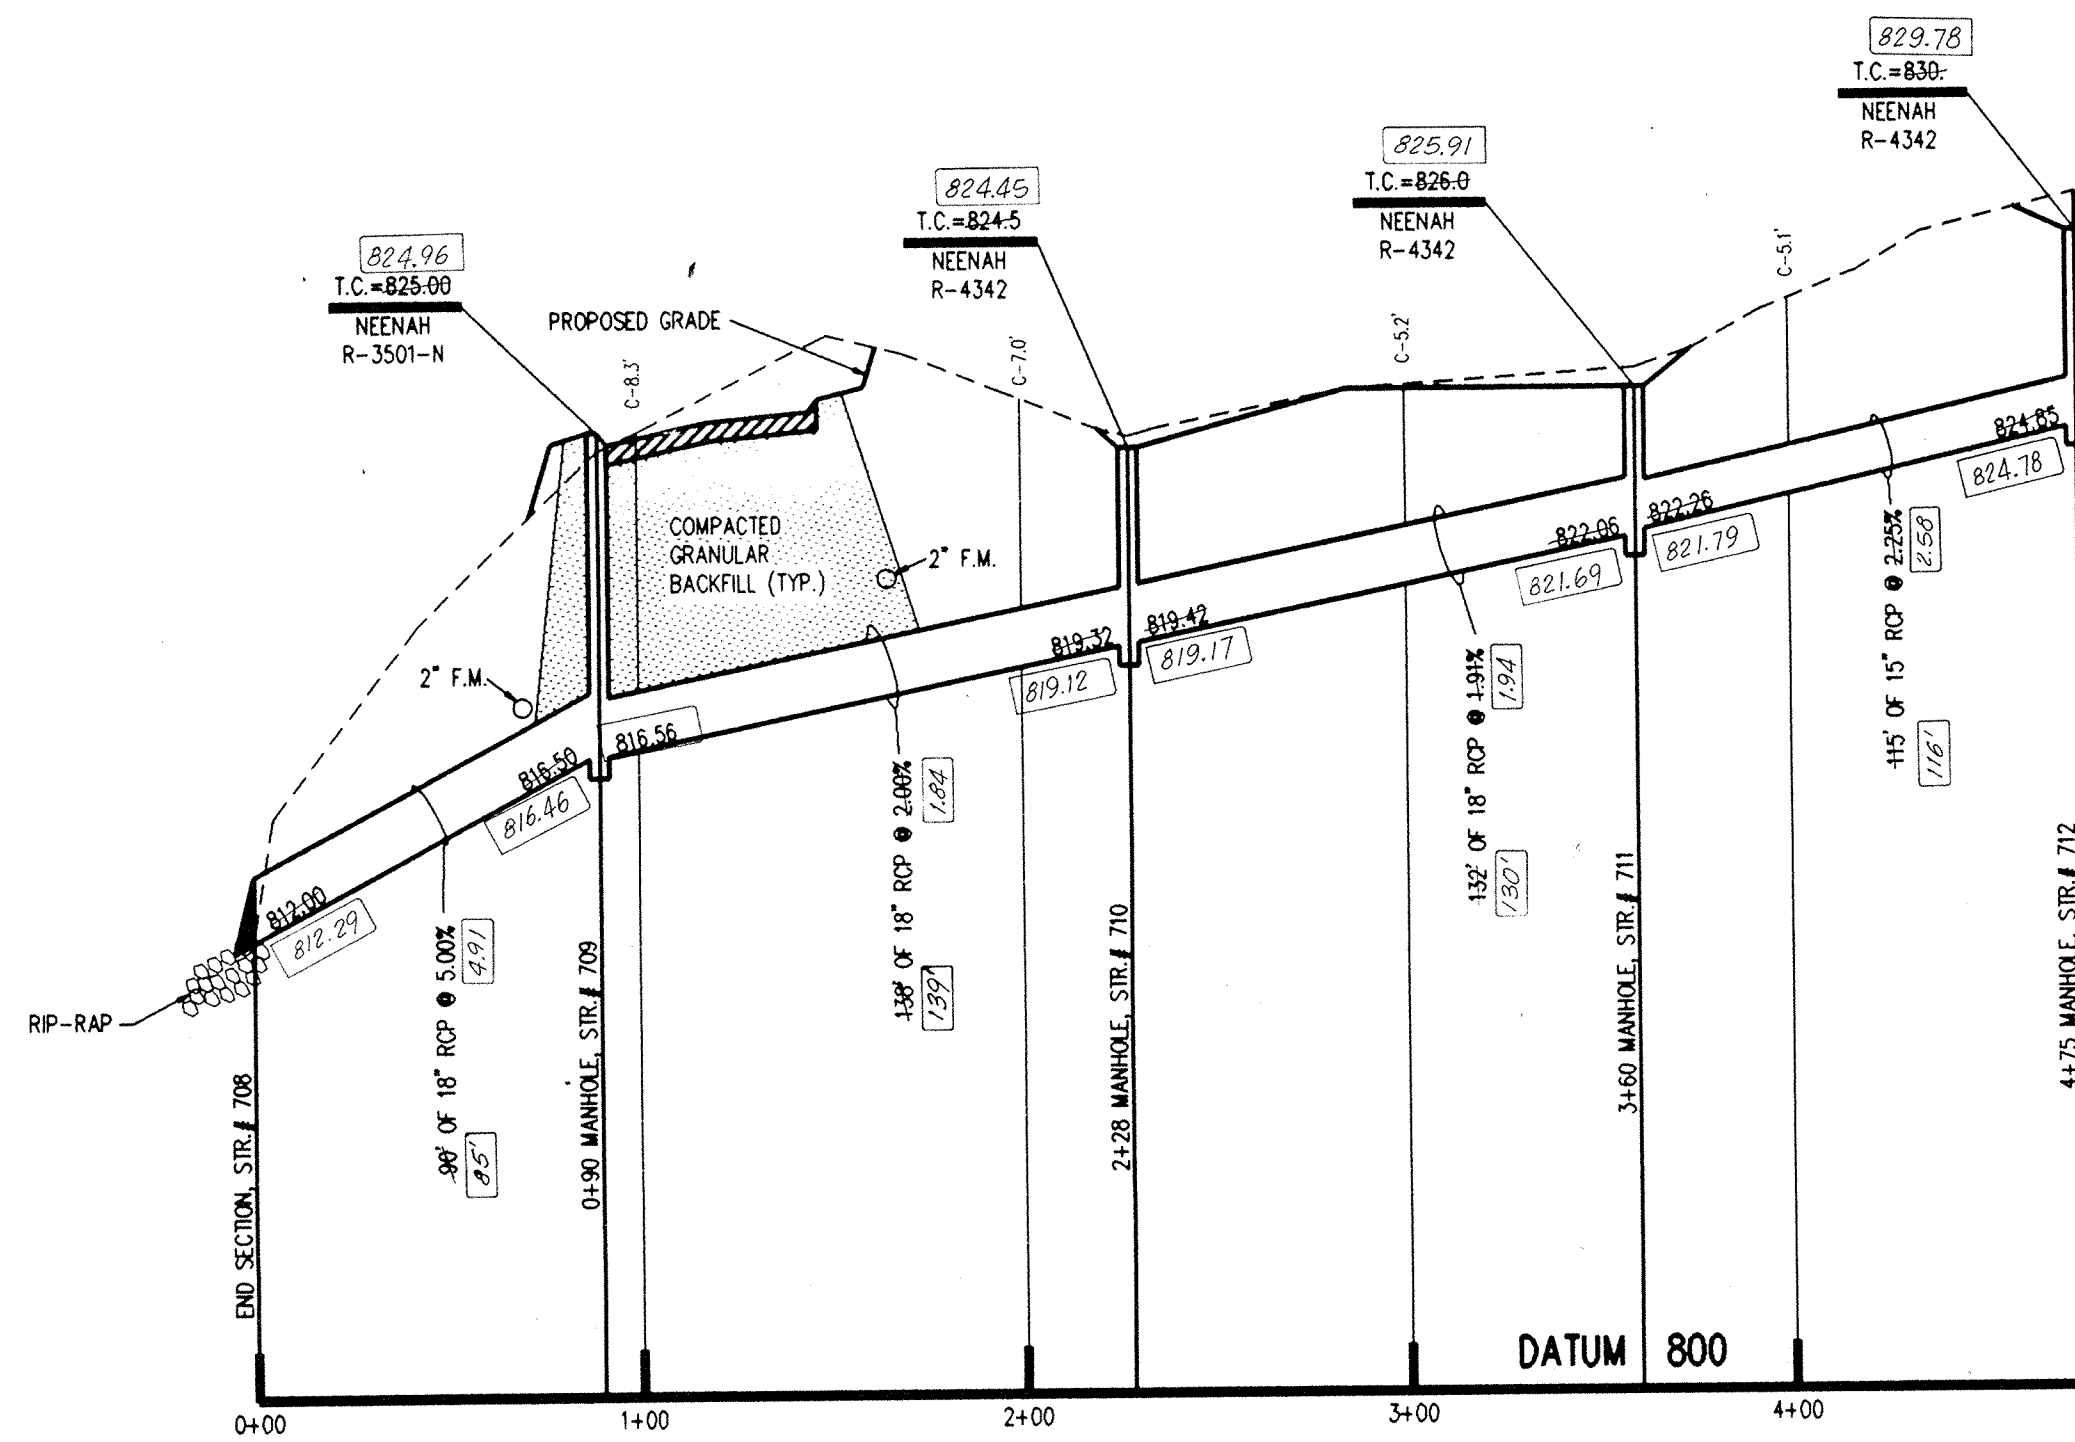 829.78
T.C.=830.
NEENAH
R-4342
825.91
T.C.=826.0
NEENAH
R-4342
824.45
T.C.=824.5
NEENAH
R-4342
824.96
T.C.=825.00
NEENAH
R-3501-N
PROPOSED GRADE
C-8.3'
C-7.0'
C-5.2'
C-5.1'
COMPACTED
GRANULAR
BACKFILL (TYP.)
2" F.M.
2" F.M.
812.00
812.29
816.50
816.46
816.56
819.32
819.12
819.42
819.17
822.06
821.69
822.26
821.79
824.85
824.78
90' OF 18" RCP @ 5.00%
85'
4.91
138' OF 18" RCP @ 2.00%
139'
1.84
132' OF 18" RCP @ 1.91%
130'
1.94
115' OF 15" RCP @ 2.25%
116'
2.58
RIP-RAP
END SECTION, STR.# 708
0+90 MANHOLE, STR.# 709
2+28 MANHOLE, STR.# 710
3+60 MANHOLE, STR.# 711
4+75 MANHOLE, STR.# 712
DATUM 800
0+00
1+00
2+00
3+00
4+00